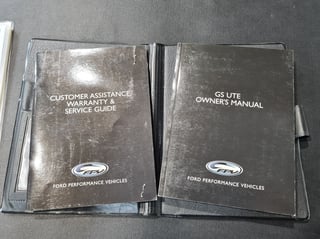 CUSTOMER ASSISTANCE
WARRANTY &
SERVICE GUIDE
FPV
FORD PERFORMANCE VEHICLES
GS UTE
OWNER'S MANUAL
FPV
FORD PERFORMANCE VEHICLES